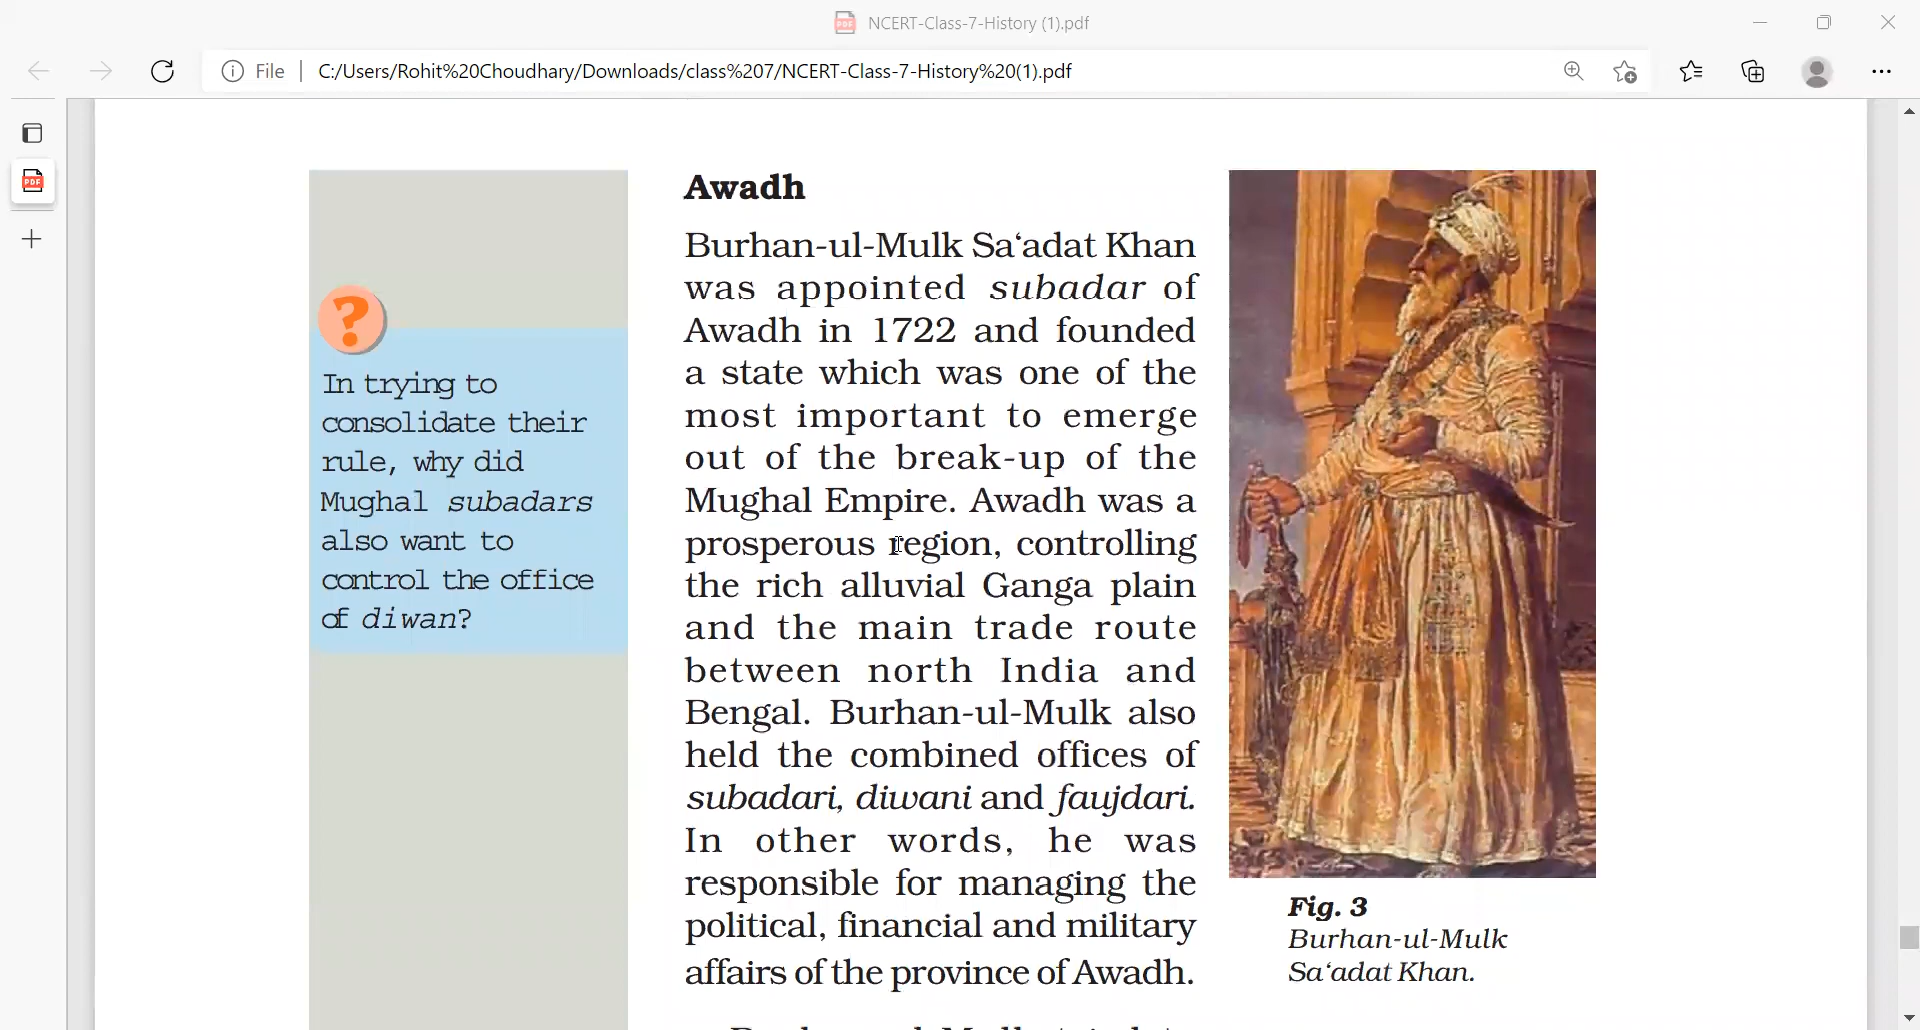 NCERT-Class-7-History (1).pdf
File
C:/Users/Rohit%20Choudhary/Downloads/class%207/NCERT-Class-7-History%20(1).pdf
PDF
?
In trying to
consolidate their
rule, why did
Mughal subadars
also want to
control the office
of diwan?
Awadh
Burhan-ul-Mulk Sa‘adat Khan
was appointed subadar of
Awadh in 1722 and founded
a state which was one of the
most important to emerge
out of the break-up of the
Mughal Empire. Awadh was a
prosperous region, controlling
the rich alluvial Ganga plain
and the main trade route
between north India and
Bengal. Burhan-ul-Mulk also
held the combined offices of
subadari, diwani and faujdari.
In other words, he was
responsible for managing the
political, financial and military
affairs of the province of Awadh.
Fig. 3
Burhan-ul-Mulk
Sa‘adat Khan.